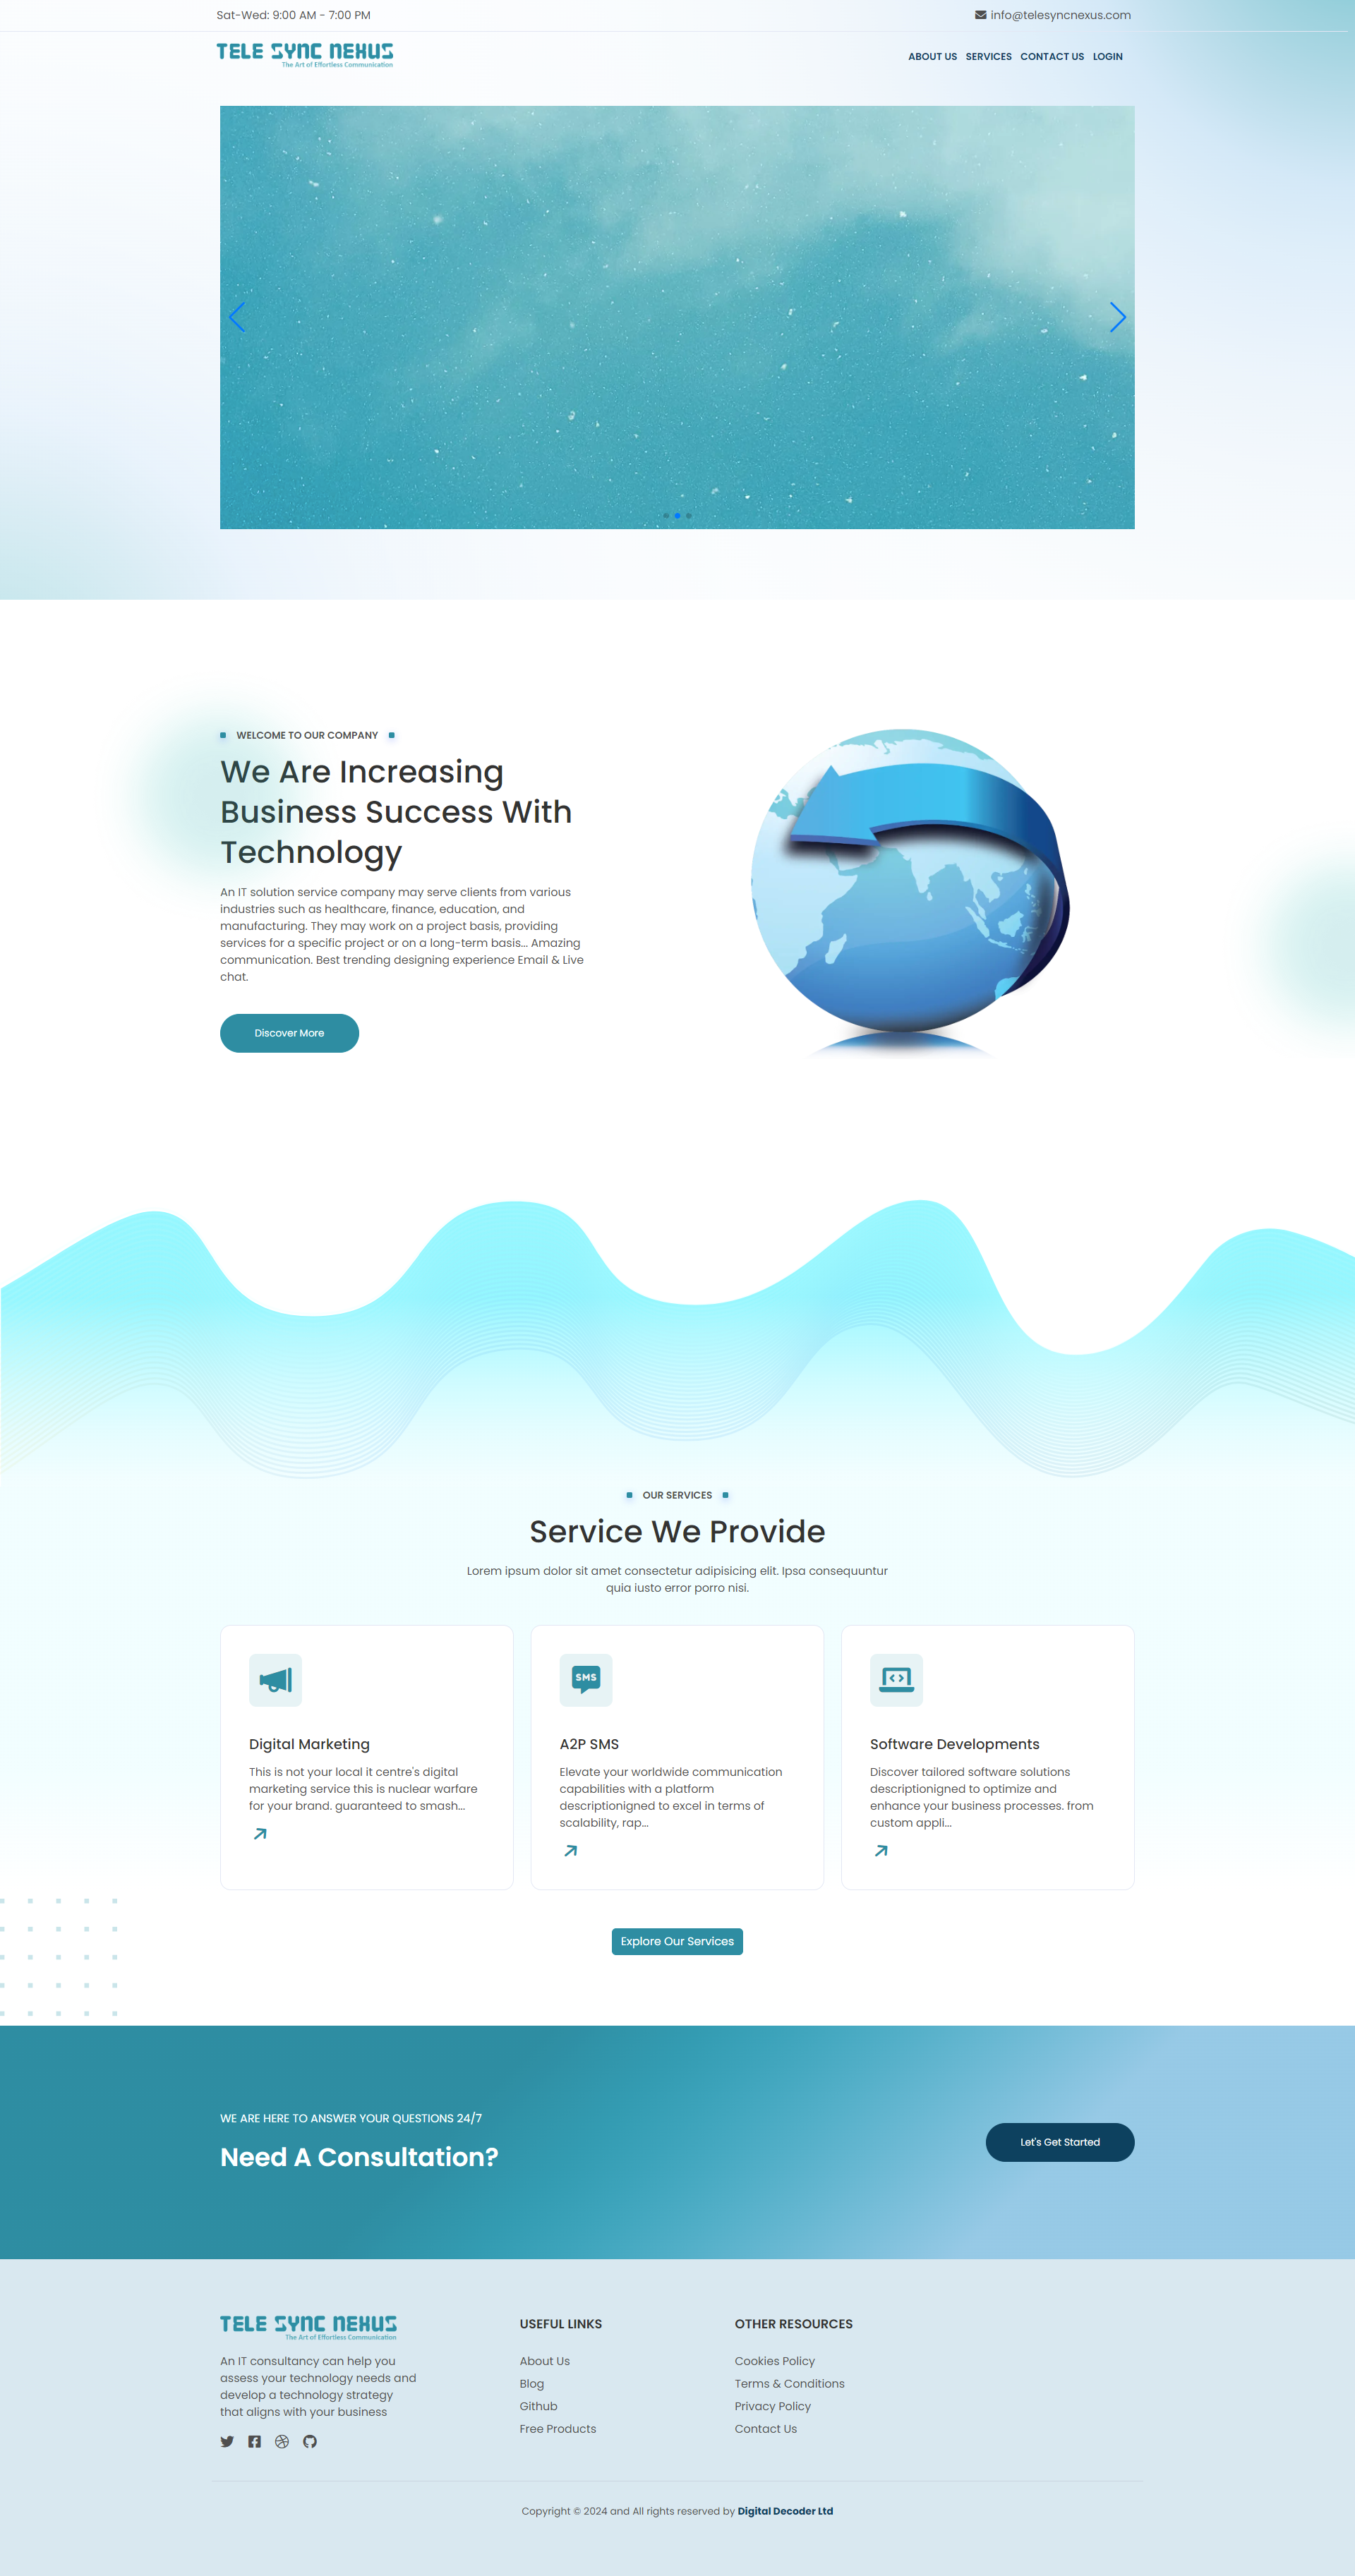 Sat-Wed: 9:00 AM - 7:00 PM
info@telesyncnexus.com
TELE SYNC NEXUS
The Art of Effortless Communication
ABOUT US SERVICES CONTACT US LOGIN
WELCOME TO OUR COMPANY
We Are Increasing
Business Success With
Technology
An IT solution service company may serve clients from various
industries such as healthcare, finance, education, and
manufacturing. They may work on a project basis, providing
services for a specific project or on a long-term basis... Amazing
communication. Best trending designing experience Email & Live
chat.
Discover More
OUR SERVICES
Service We Provide
Lorem ipsum dolor sit amet consectetur adipisicing elit. Ipsa consequuntur
quia iusto error porro nisi.
Digital Marketing
This is not your local it centre's digital
marketing service this is nuclear warfare
for your brand. guaranteed to smash...
SMS
A2P SMS
Elevate your worldwide communication
capabilities with a platform
descriptionigned to excel in terms of
scalability, rap...
Software Developments
Discover tailored software solutions
descriptionigned to optimize and
enhance your business processes. from
custom appli...
Explore Our Services
WE ARE HERE TO ANSWER YOUR QUESTIONS 24/7
Need A Consultation?
Let's Get Started
TELE SYNC NEXUS
The Art of Effortless Communication
An IT consultancy can help you
assess your technology needs and
develop a technology strategy
that aligns with your business
USEFUL LINKS
About Us
Blog
Github
Free Products
OTHER RESOURCES
Cookies Policy
Terms & Conditions
Privacy Policy
Contact Us
Copyright © 2024 and All rights reserved by Digital Decoder Ltd